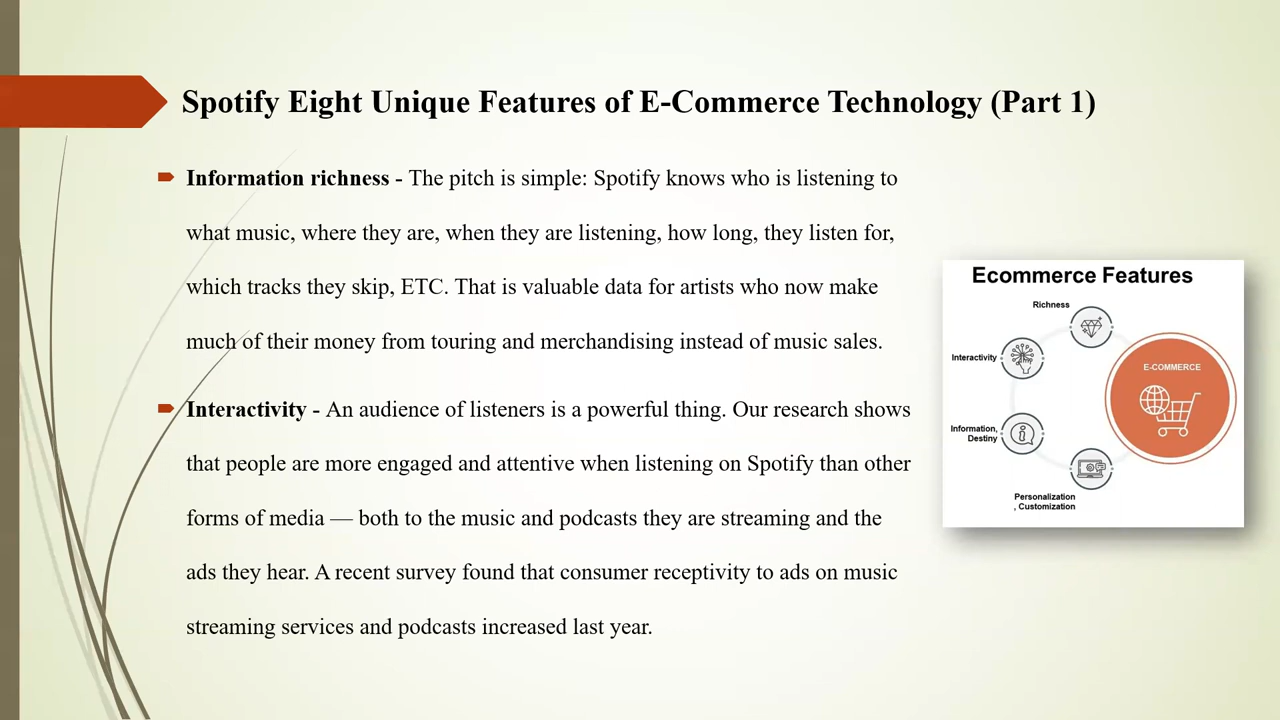 Spotify Eight Unique Features of E-Commerce Technology (Part 1)
Information richness - The pitch is simple: Spotify knows who is listening to
what music, where they are, when they are listening, how long, they listen for,
which tracks they skip, ETC. That is valuable data for artists who now make
much of their money from touring and merchandising instead of music sales.
Interactivity - An audience of listeners is a powerful thing. Our research shows
that people are more engaged and attentive when listening on Spotify than other
forms of media — both to the music and podcasts they are streaming and the
ads they hear. A recent survey found that consumer receptivity to ads on music
streaming services and podcasts increased last year.
Ecommerce Features
Richness
Interactivity
Information,
Destiny
Personalization
, Customization
E-COMMERCE